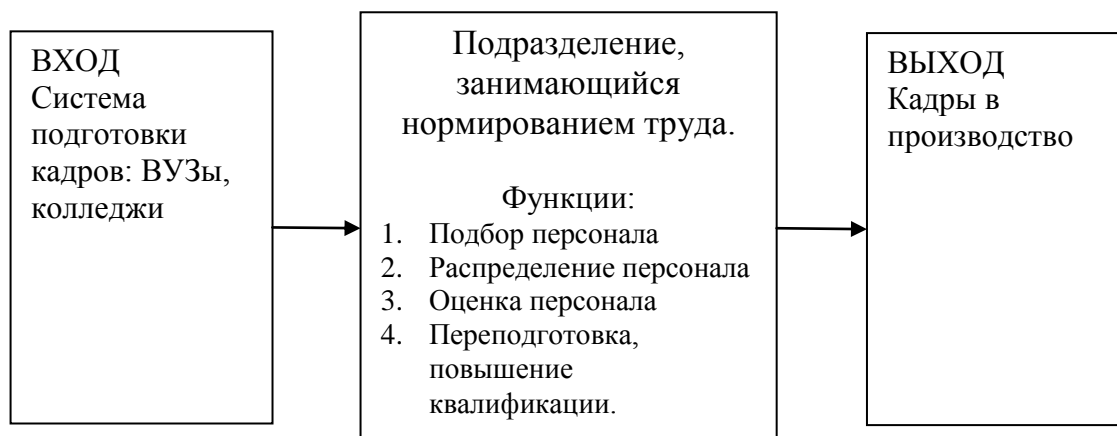 ВХОД
Система
подготовки
кадров: ВУЗы,
колледжи
Подразделение,
занимающийся
нормированием труда.
Функции:
1. Подбор персонала
2. Распределение персонала
3. Оценка персонала
4. Переподготовка,
повышение
квалификации.
ВЫХОД
Кадры в
производство